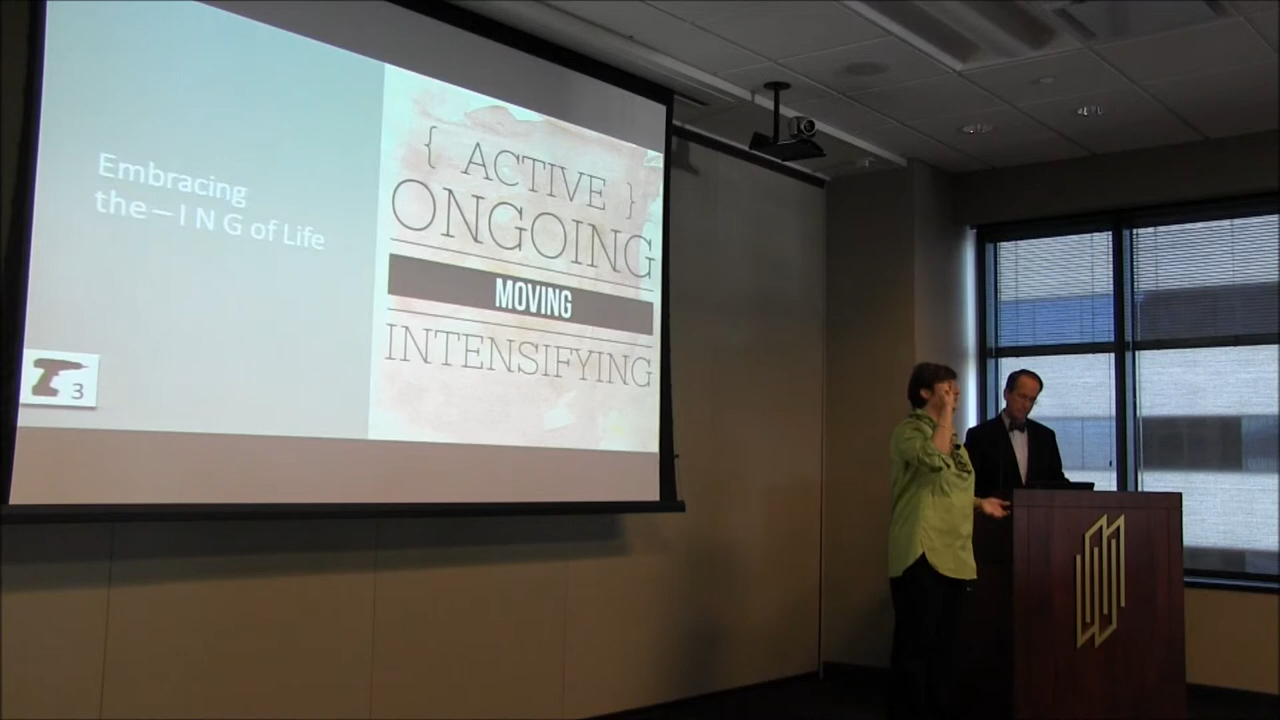 Embracing
the – I N G of Life
3
{ ACTIVE }
ONGOING
MOVING
INTENSIFYING